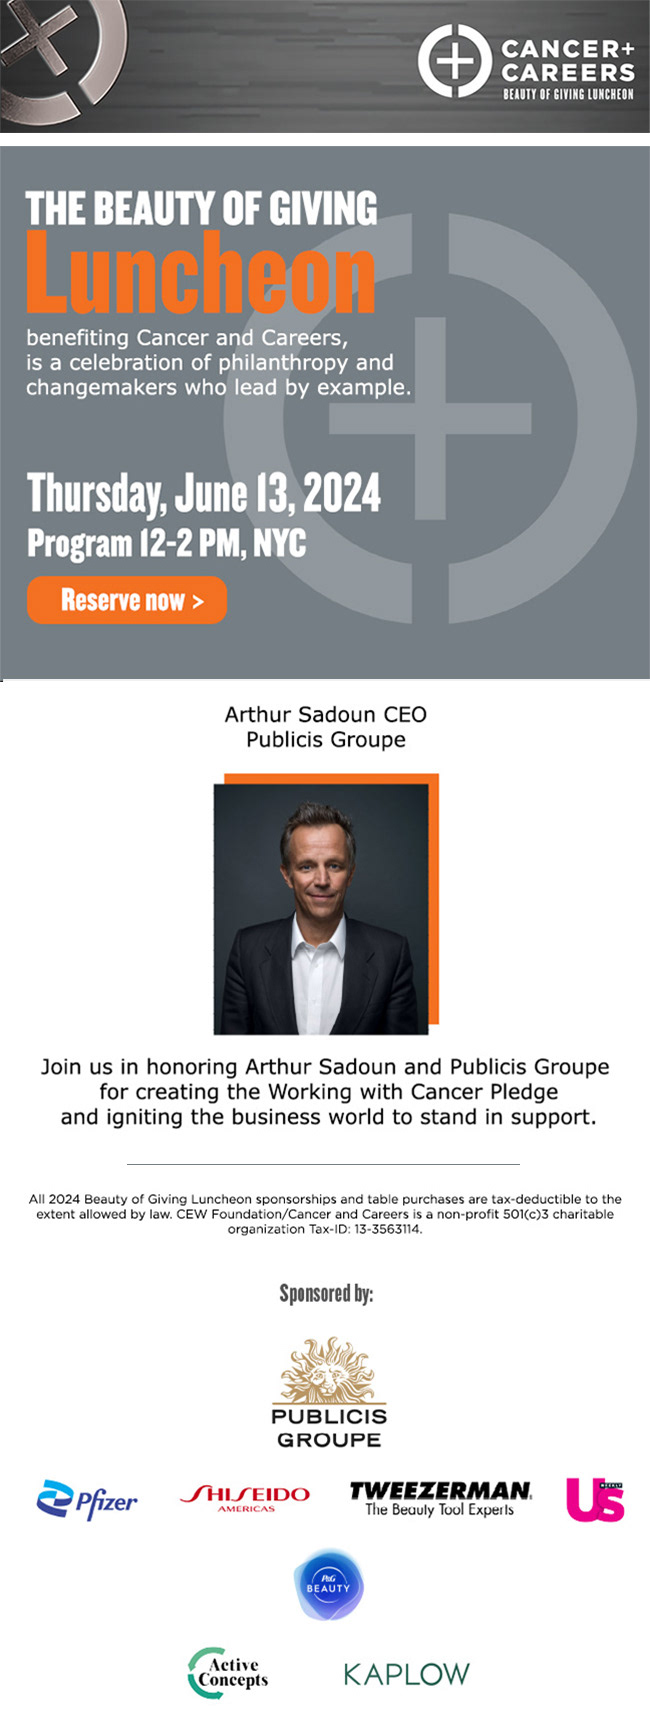 CANCER+
CAREERS
BEAUTY OF GIVING LUNCHEON
THE BEAUTY OF GIVING
Luncheon
benefiting Cancer and Careers,
is a celebration of philanthropy and
changemakers who lead by example.
Thursday, June 13, 2024
Program 12-2 PM, NYC
Reserve now >
Arthur Sadoun CEO
Publicis Groupe
Join us in honoring Arthur Sadoun and Publicis Groupe
for creating the Working with Cancer Pledge
and igniting the business world to stand in support.
All 2024 Beauty of Giving Luncheon sponsorships and table purchases are tax-deductible to the
extent allowed by law. CEW Foundation/Cancer and Careers is a non-profit 501(c)3 charitable
organization Tax-ID: 13-3563114.
Sponsored by:
PUBLICIS
GROUPE
Pfizer
SHISEIDO
AMERICAS
TWEEZERMAN
The Beauty Tool Experts
Us
WEEKLY
P&G
BEAUTY
Active
Concepts
KAPLOW